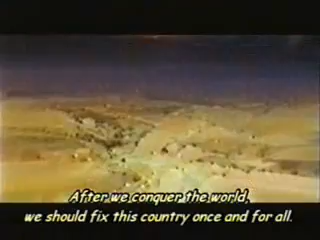 After we conquer the world,
we should fix this country once and for all.